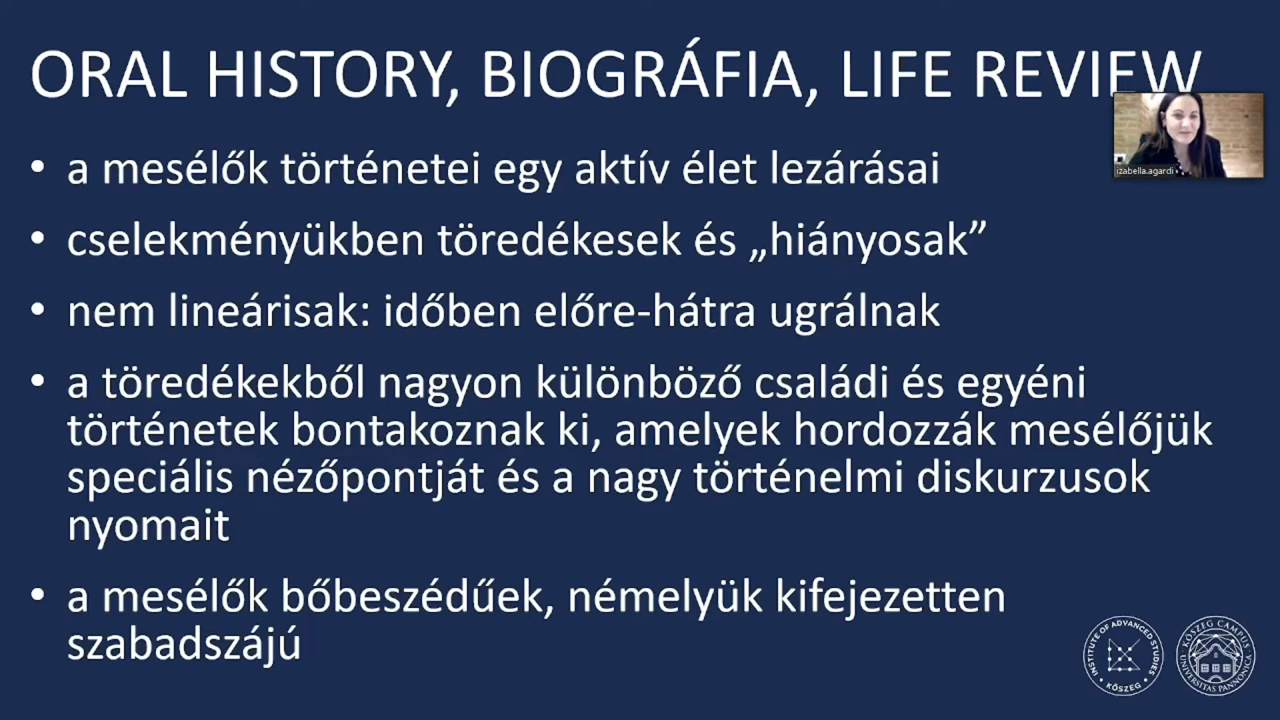 ORAL HISTORY, BIOGRÁFIA, LIFE REVIEW
izabella.agardi
• a mesélők történetei egy aktív élet lezárásai
• cselekményükben töredékesek és „hiányosak”
• nem lineárisak: időben előre-hátra ugrálnak
• a töredékekből nagyon különböző családi és egyéni
történetek bontakoznak ki, amelyek hordozzák mesélőjük
speciális nézőpontját és a nagy történelmi diskurzusok
nyomait
• a mesélők bőbeszédűek, némelyük kifejezetten
szabadszájú
INSTITUTE OF ADVANCED STUDIES • KŐSZEG •
KŐSZEG CAMPUS UNIVERSITAS PANNONICA